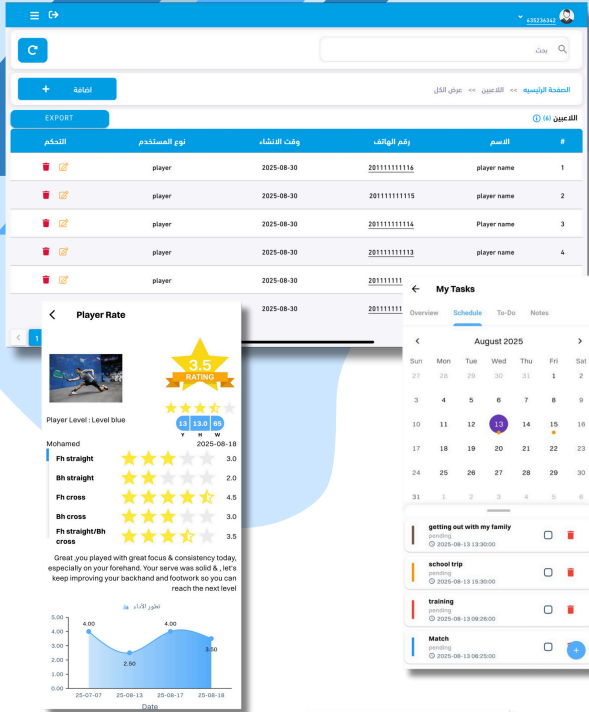 635236342
بحث
الصفحة الرئيسيه >> اللاعبين >> عرض الكل
اضافة +
اللاعبين (6)
EXPORT
# الاسم رقم الهاتف وقت الانشاء نوع المستخدم التحكم
1 player name 201111111116 2025-08-30 player
2 player name 201111111115 2025-08-30 player
3 Player name 201111111114 2025-08-30 player
4 player name 201111111113 2025-08-30 player
2011111111 2025-08-30 player
2011111111 2025-08-30
1
Player Rate
3.5
RATING
Player Level : Level blue
13 13.0 65
Y H W
Mohamed 2025-08-18
Fh straight 3.0
Bh straight 2.0
Fh cross 4.5
Bh cross 3.0
Fh straight/Bh cross 3.5
Great ,you played with great focus & consistency today,
especially on your forehand. Your serve was solid & , let's
keep improving your backhand and footwork so you can
reach the next level
تطور الأداء
5.00
4.00
3.00
2.00
1.00
0.00
4.00 2.50 4.00 3.50
25-07-07 25-08-13 25-08-17 25-08-18
Date
My Tasks
Overview Schedule To-Do Notes
August 2025
Sun Mon Tue Wed Thu Fri Sat
27 28 29 30 31 1 2
3 4 5 6 7 8 9
10 11 12 13 14 15 16
17 18 19 20 21 22 23
24 25 26 27 28 29 30
31 1 2 3 4 5 6
getting out with my family
pending
2025-08-13 13:30:00
school trip
pending
2025-08-13 15:30:00
training
pending
2025-08-13 09:28:00
Match
pending
2025-08-13 08:25:00